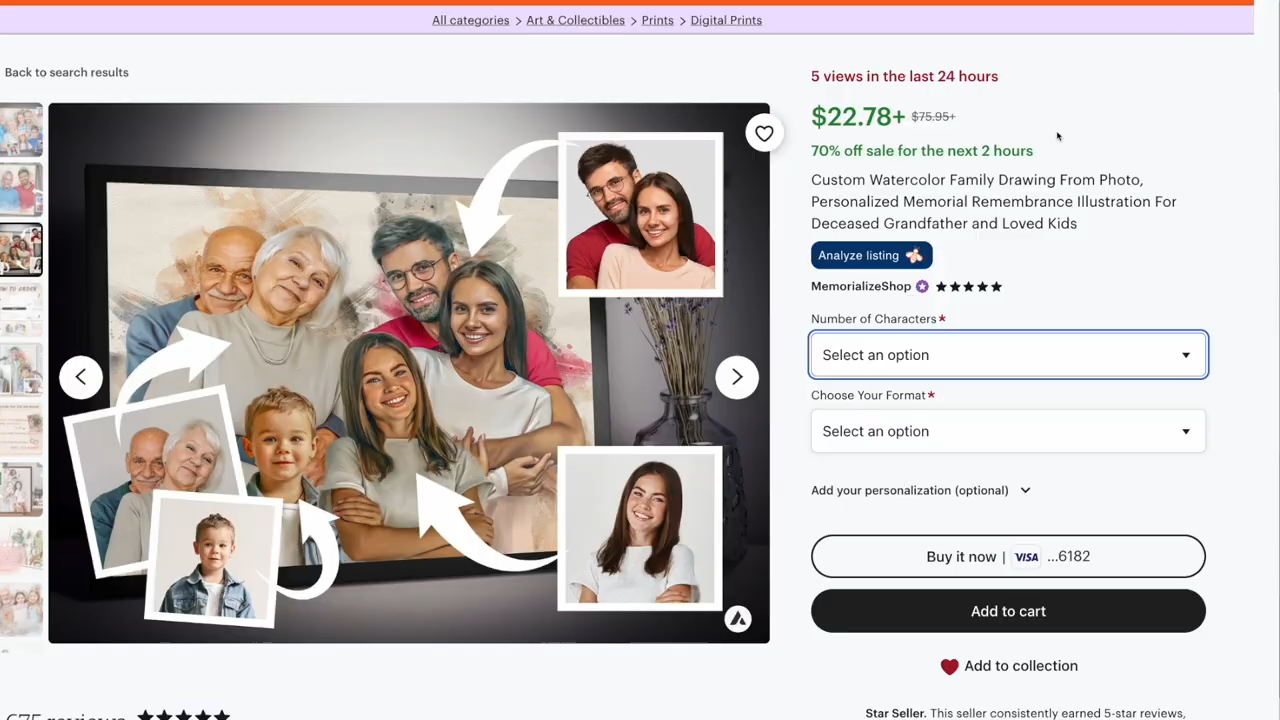 All categories > Art & Collectibles > Prints > Digital Prints
Back to search results
5 views in the last 24 hours
$22.78+ $75.95+
70% off sale for the next 2 hours
Custom Watercolor Family Drawing From Photo,
Personalized Memorial Remembrance Illustration For
Deceased Grandfather and Loved Kids
Analyze listing
MemorializeShop
Number of Characters*
Select an option
Choose Your Format*
Select an option
Add your personalization (optional)
Buy it now | VISA ...6182
Add to cart
Add to collection
675 reviews
Star Seller. This seller consistently earned 5-star reviews,